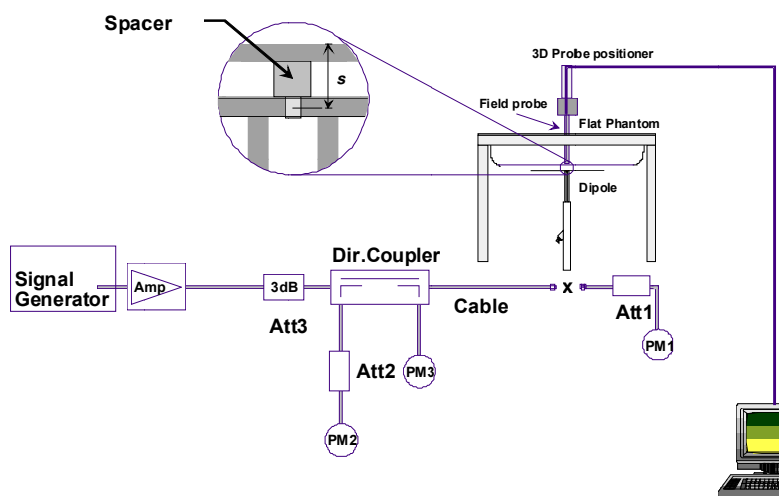 Spacer
s
3D Probe positioner
Field probe
Flat Phantom
Dipole
Dir.Coupler
Signal
Generator
Amp
3dB
Att3
Cable
x
Att1
PM1
Att2
PM3
PM2